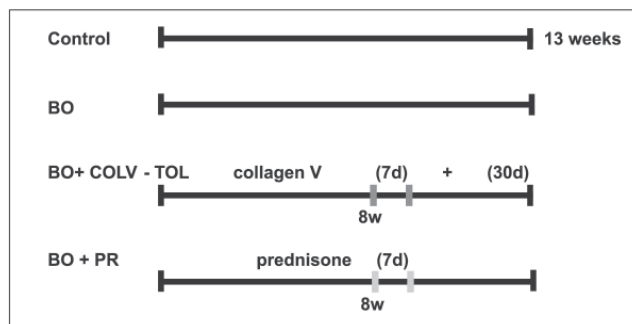 Control 13 weeks
BO
BO+ COLV - TOL collagen V (7d) + (30d)
8w
BO + PR prednisone (7d)
8w